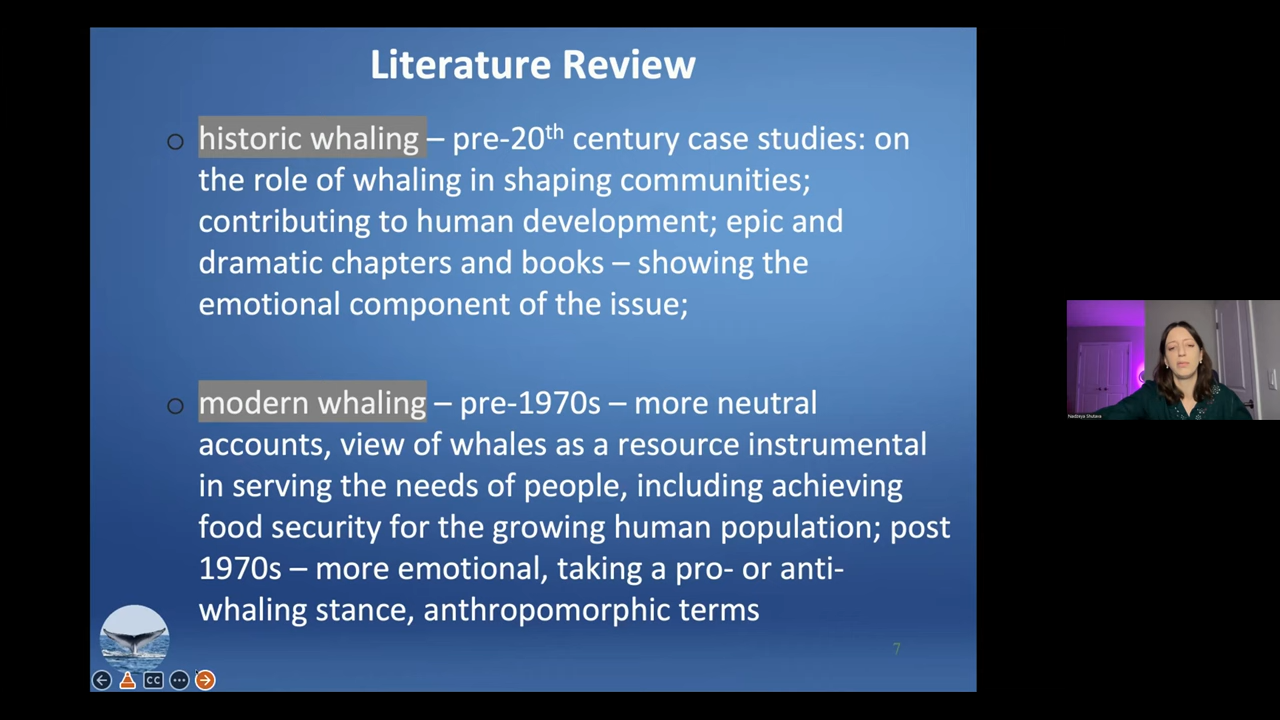 Literature Review
o historic whaling – pre-20th century case studies: on
the role of whaling in shaping communities;
contributing to human development; epic and
dramatic chapters and books – showing the
emotional component of the issue;
o modern whaling – pre-1970s – more neutral
accounts, view of whales as a resource instrumental
in serving the needs of people, including achieving
food security for the growing human population; post
1970s – more emotional, taking a pro- or anti-
whaling stance, anthropomorphic terms
7
CC